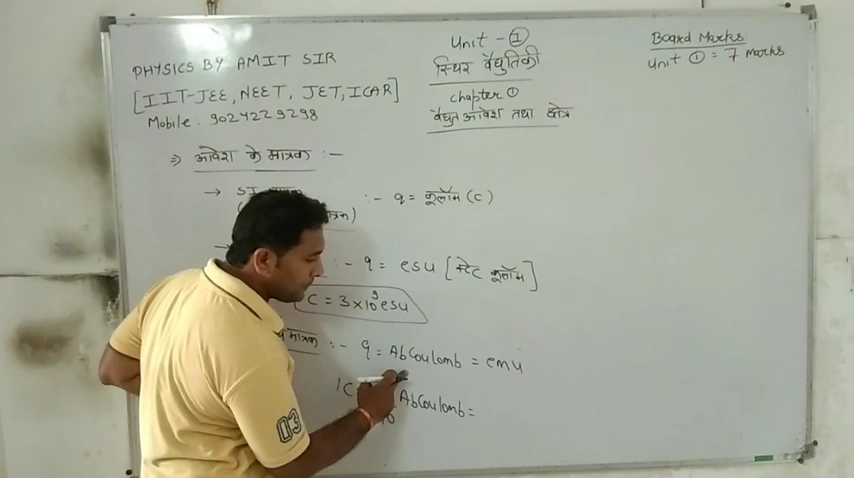 PHYSICS BY AMIT SIR
[IIT-JEE, NEET, JET, ICAR]
Mobile: 9024229298
Unit - ①
स्थिर वैद्युतिकी
Chapter ①
वैद्युत आवेश तथा क्षेत्र
Board Marks
Unit ① = 7 Marks
⇒ आवेश के मात्रक :-
→ SI :- q = कूलॉम (C)
→ :- q = esu [स्टेट कूलॉम]
C = 3×10⁹ esu
मात्रक :- q = AbCoulomb = emu
1C AbCoulomb =
03